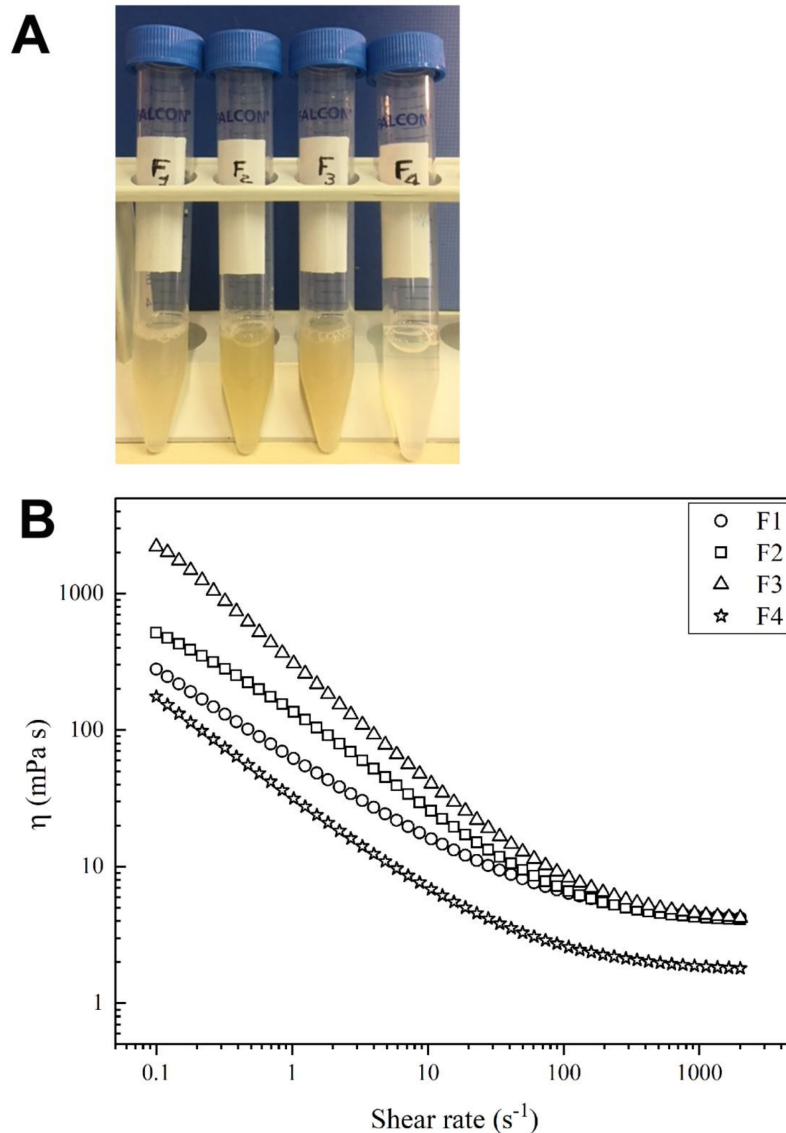 A
FALCON® FALCON® FALCON® FALCON®
F1 F2 F3 F4
B
F1
F2
F3
F4
1000
100
10
1
η (mPa s)
0.1 1 10 100 1000
Shear rate (s⁻¹)